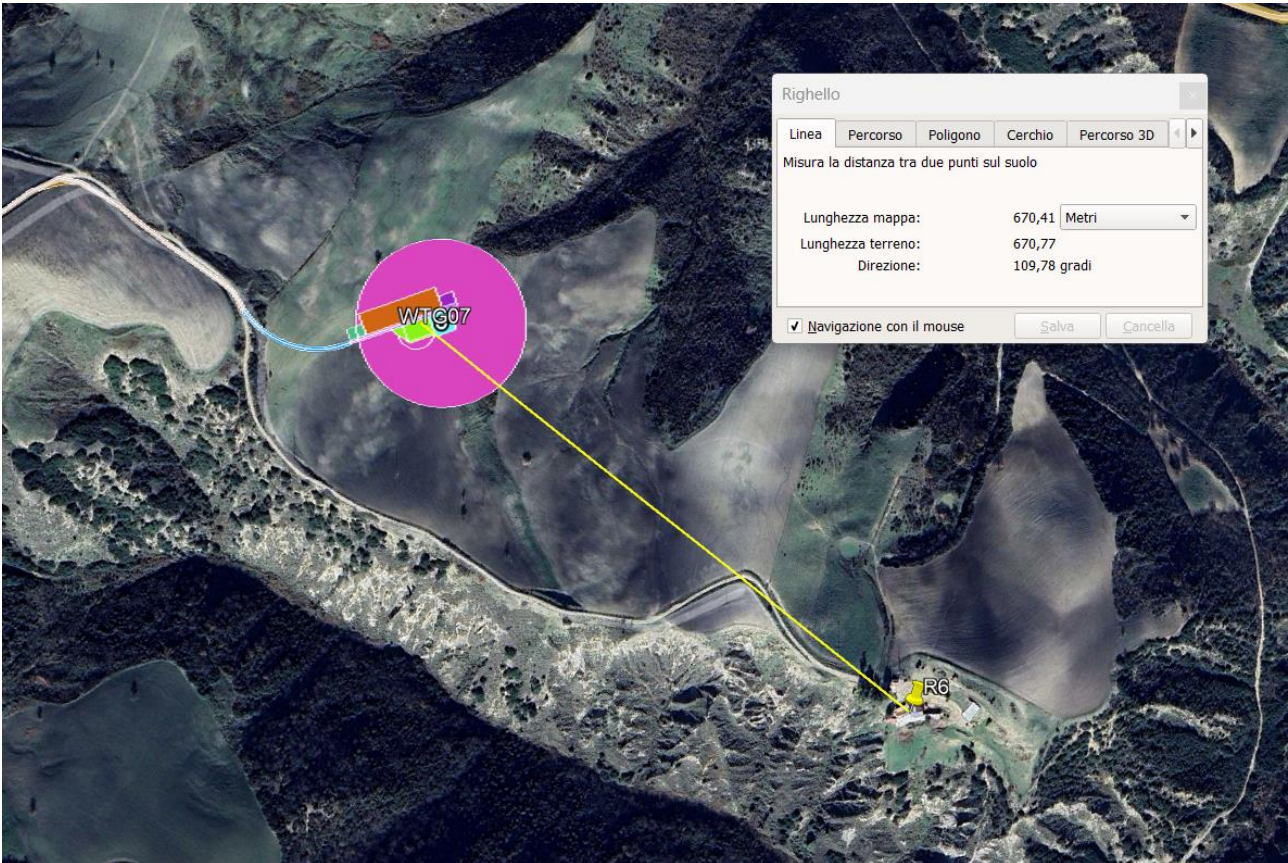 Righello
Linea Percorso Poligono Cerchio Percorso 3D
Misura la distanza tra due punti sul suolo
Lunghezza mappa: 670,41 Metri
Lunghezza terreno: 670,77
Direzione: 109,78 gradi
Navigazione con il mouse Salva Cancella
WTG07
R6